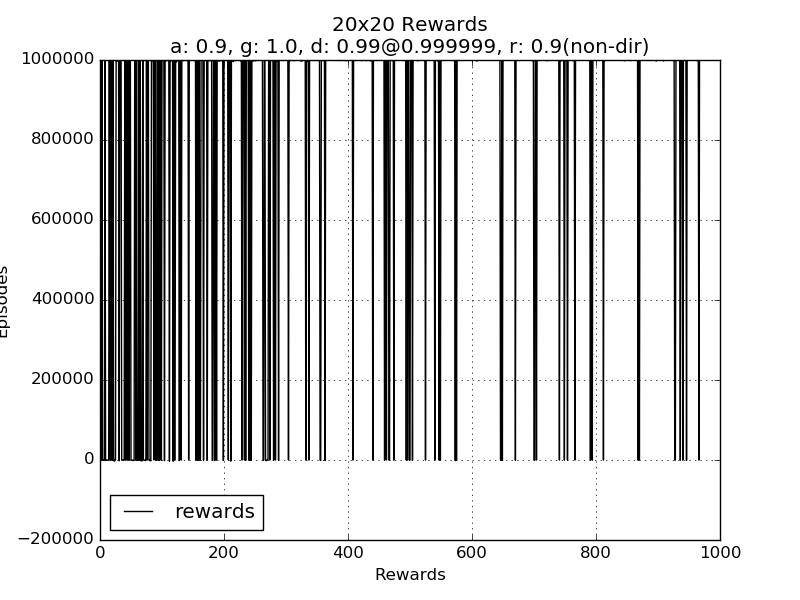 20x20 Rewards
a: 0.9, g: 1.0, d: 0.99@0.999999, r: 0.9(non-dir)
1000000
800000
600000
400000
200000
0
−200000
Episodes
rewards
0 200 400 600 800 1000
Rewards